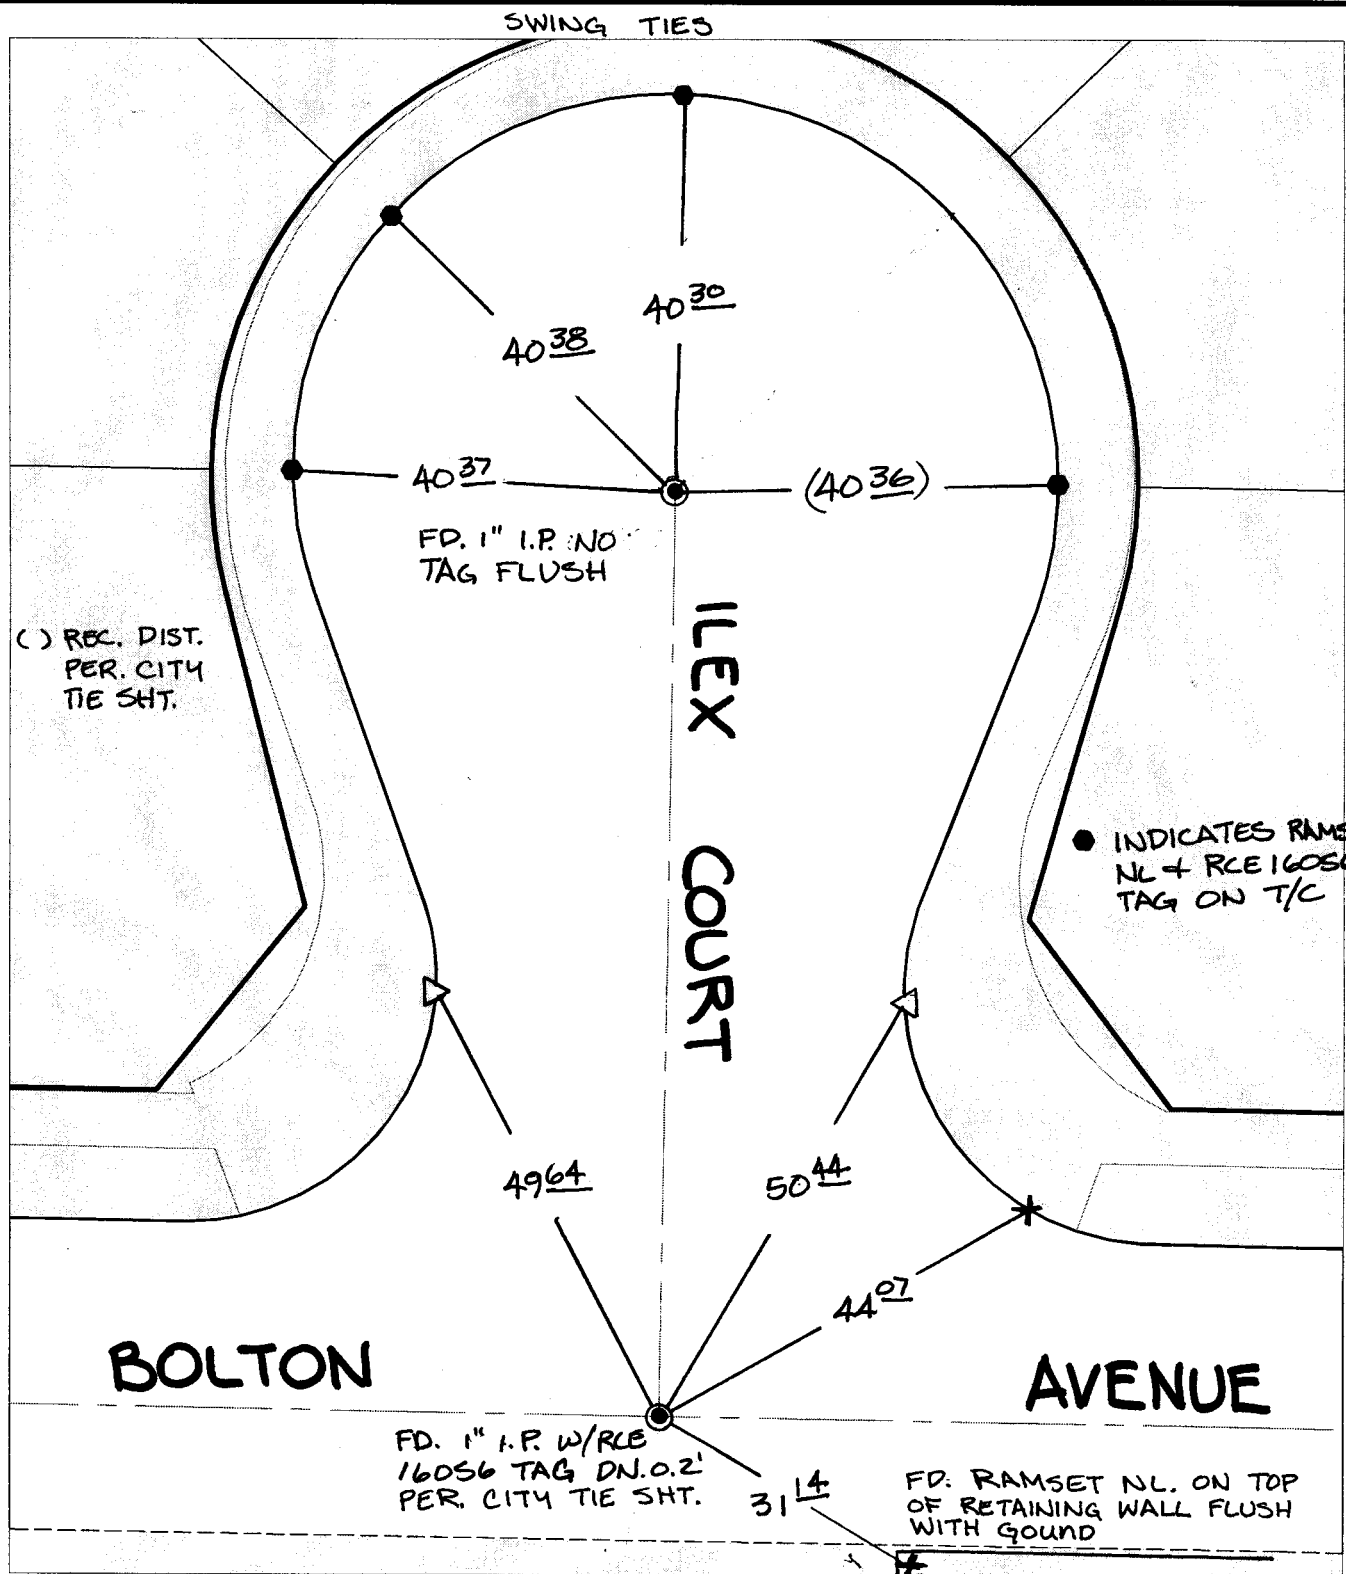 SWING TIES
40 30
40 38
40 37
(40 36)
FD. 1" I.P. NO
TAG FLUSH
ILEX COURT
( ) REC. DIST.
PER. CITY
TIE SHT.
INDICATES RAMS
NL + RCE 16056
TAG ON T/C
49 64
50 44
44 07
BOLTON AVENUE
FD. 1" I.P. W/RCE
16056 TAG DN. 0.2'
PER. CITY TIE SHT.
31 14
FD. RAMSET NL. ON TOP
OF RETAINING WALL FLUSH
WITH GOUND